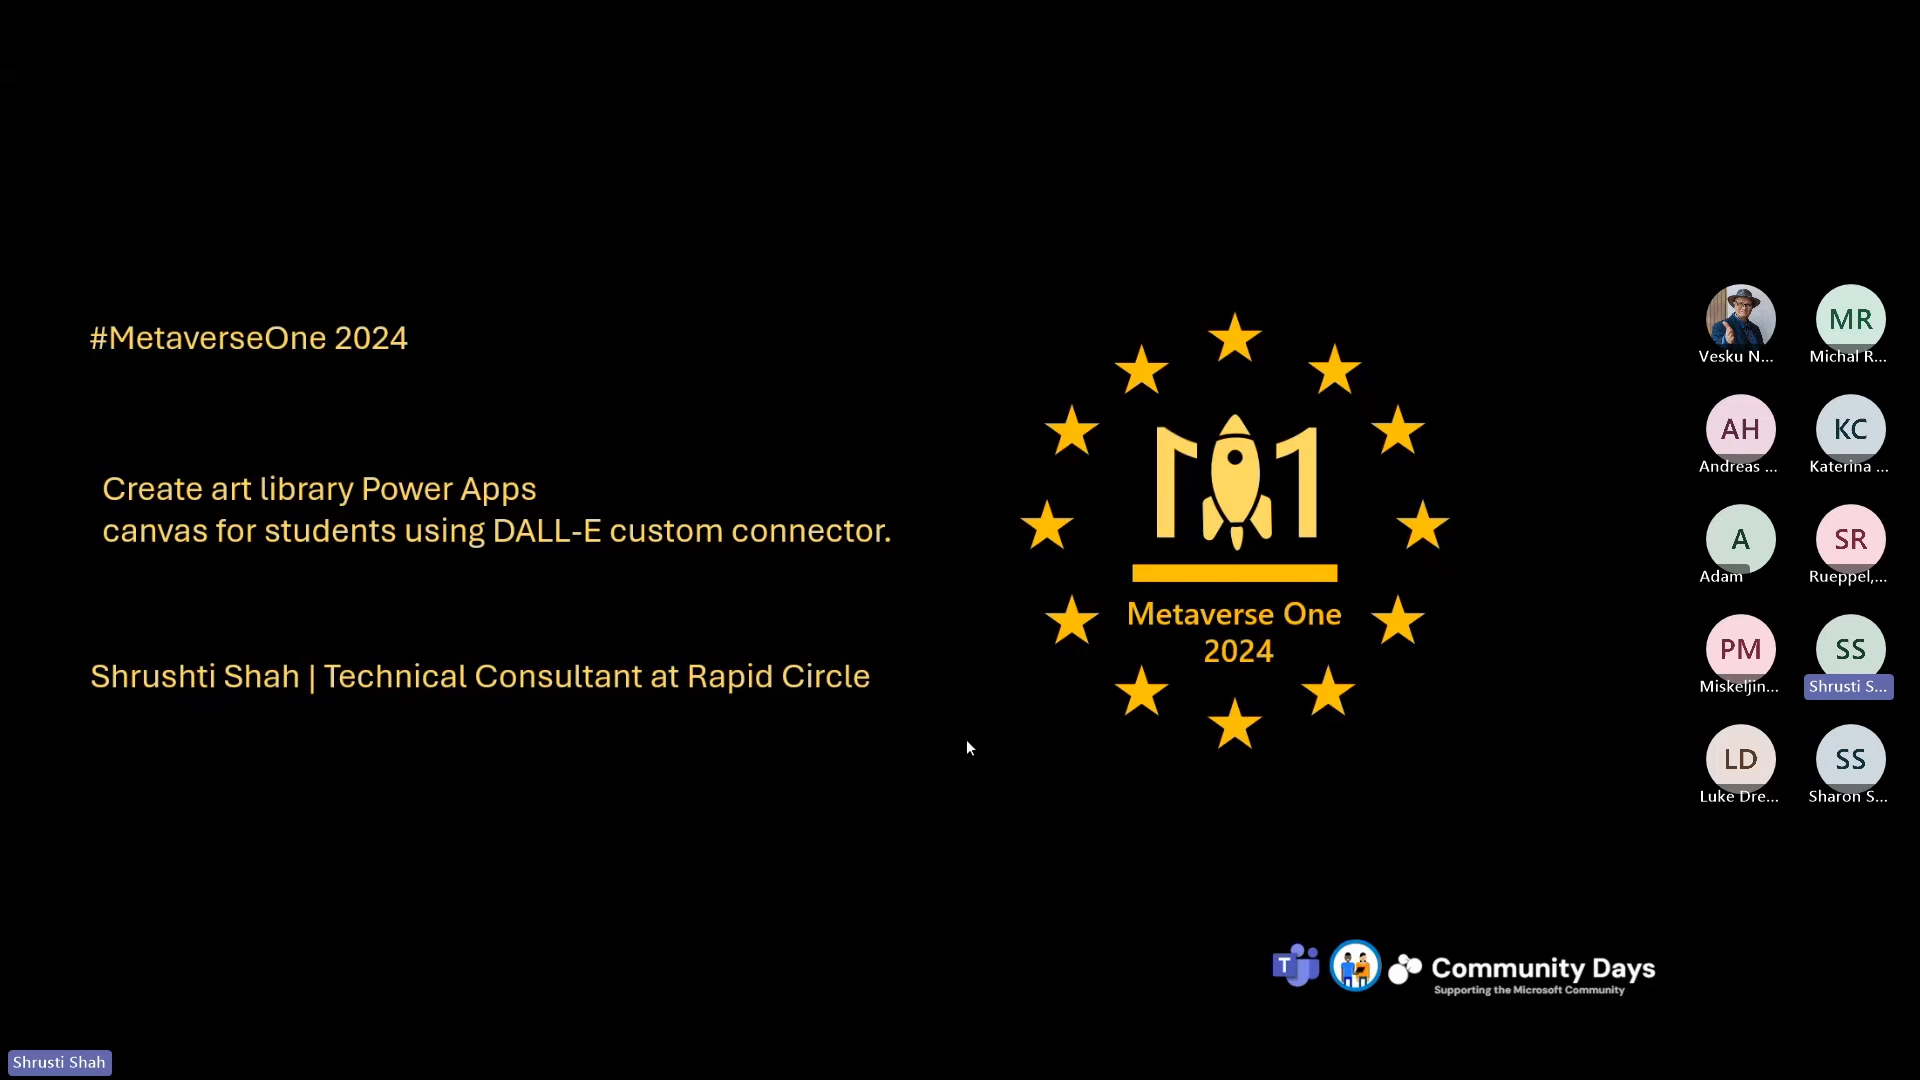 #MetaverseOne 2024
Create art library Power Apps
canvas for students using DALL-E custom connector.
Shrushti Shah | Technical Consultant at Rapid Circle
M1
Metaverse One
2024
Vesku N...
MR
Michal R...
AH
Andreas ...
KC
Katerina ...
A
Adam
SR
Rueppel,...
PM
Miskeljin...
SS
Shrusti S...
LD
Luke Dre...
SS
Sharon S...
T
Community Days
Supporting the Microsoft Community
Shrusti Shah